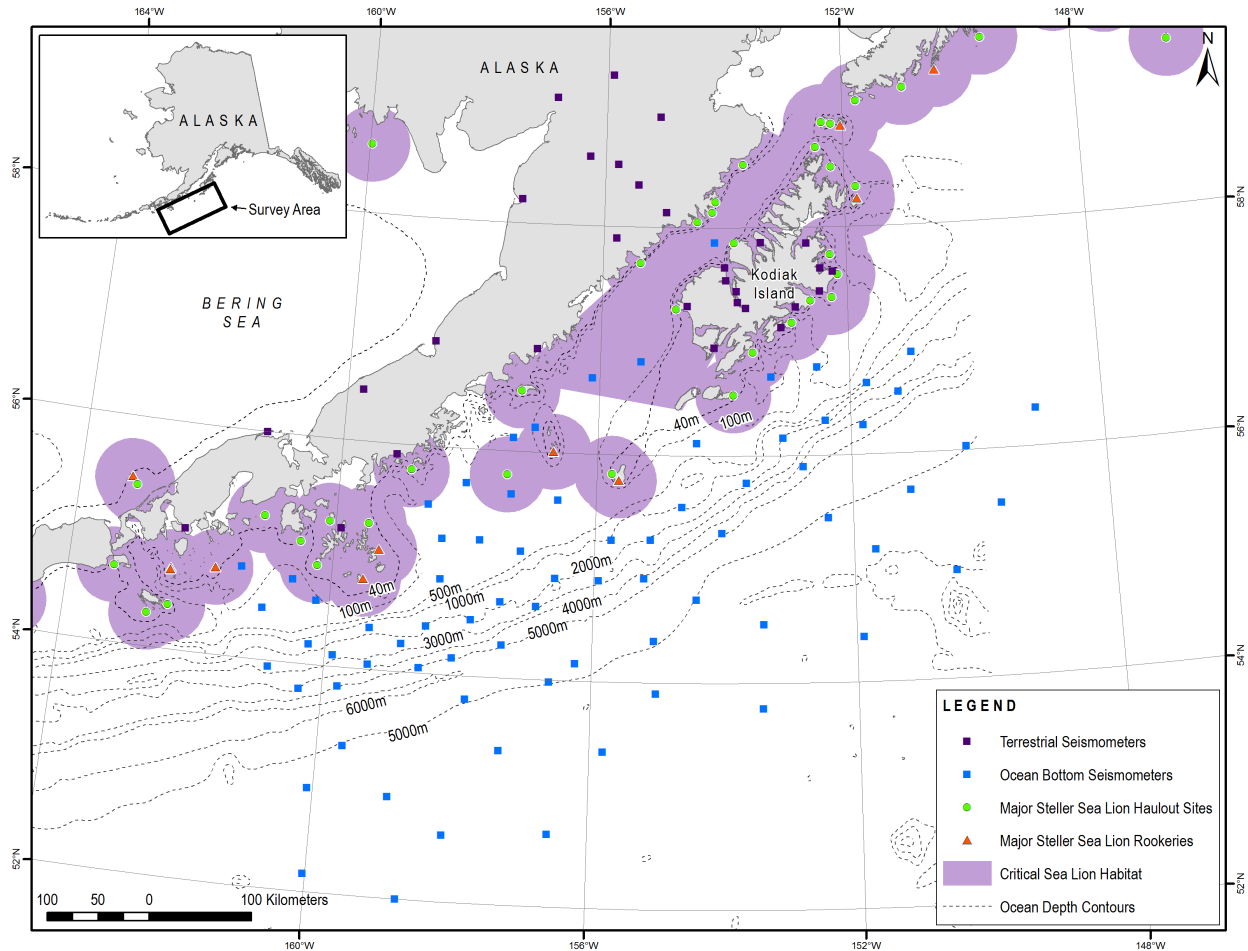 164°W
160°W
156°W
152°W
148°W
N
ALASKA
ALASKA
Survey Area
58°N
58°N
BERING
SEA
Kodiak
Island
56°N
56°N
40m
100m
2000m
500m
1000m
4000m
40m
100m
3000m
5000m
54°N
54°N
6000m
5000m
LEGEND
Terrestrial Seismometers
Ocean Bottom Seismometers
Major Steller Sea Lion Haulout Sites
Major Steller Sea Lion Rookeries
Critical Sea Lion Habitat
Ocean Depth Contours
52°N
52°N
100 50 0 100 Kilometers
160°W
156°W
152°W
148°W